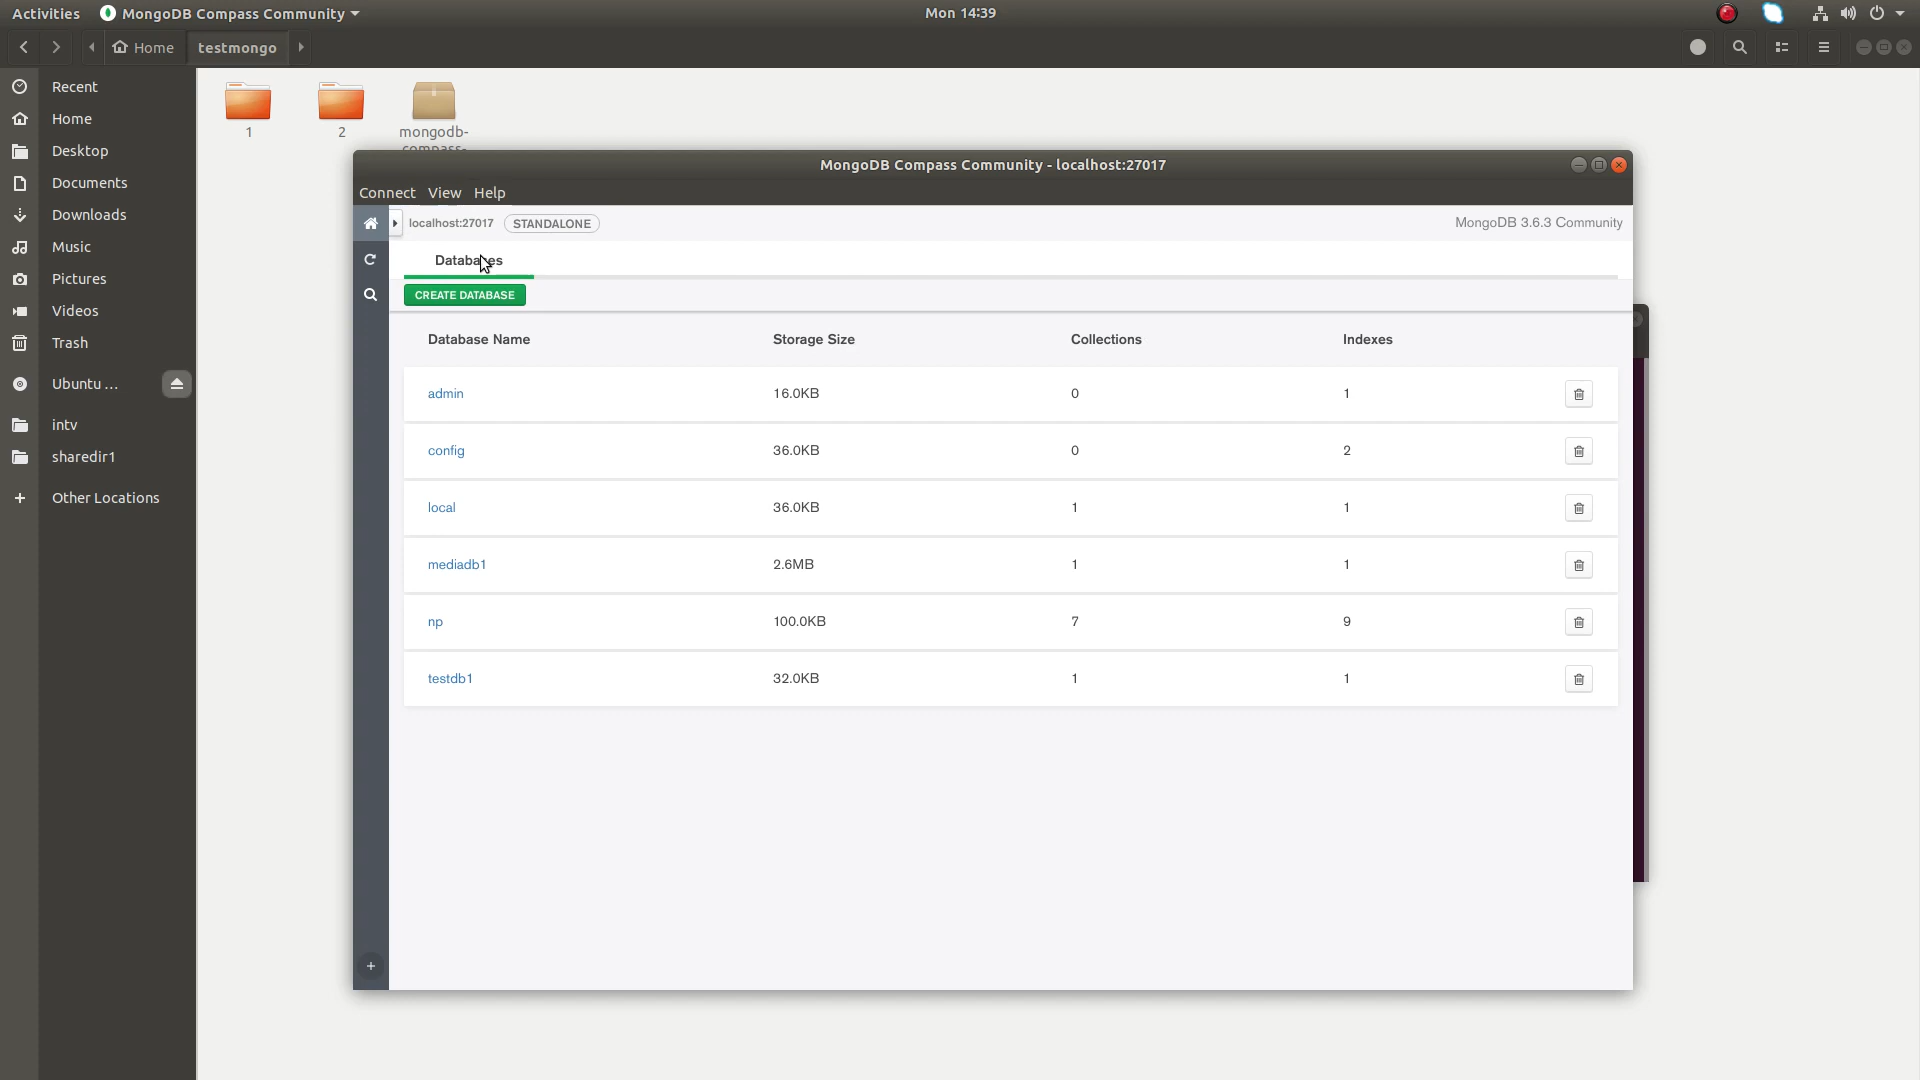 Activities MongoDB Compass Community Mon 14:39
Home testmongo
Recent
Home
Desktop
Documents
Downloads
Music
Pictures
Videos
Trash
Ubuntu ...
intv
sharedir1
Other Locations
1 2 mongodb-
compass-
MongoDB Compass Community - localhost:27017
Connect View Help
localhost:27017 STANDALONE MongoDB 3.6.3 Community
Databases
CREATE DATABASE
Database Name Storage Size Collections Indexes
admin 16.0KB 0 1
config 36.0KB 0 2
local 36.0KB 1 1
mediadb1 2.6MB 1 1
np 100.0KB 7 9
testdb1 32.0KB 1 1